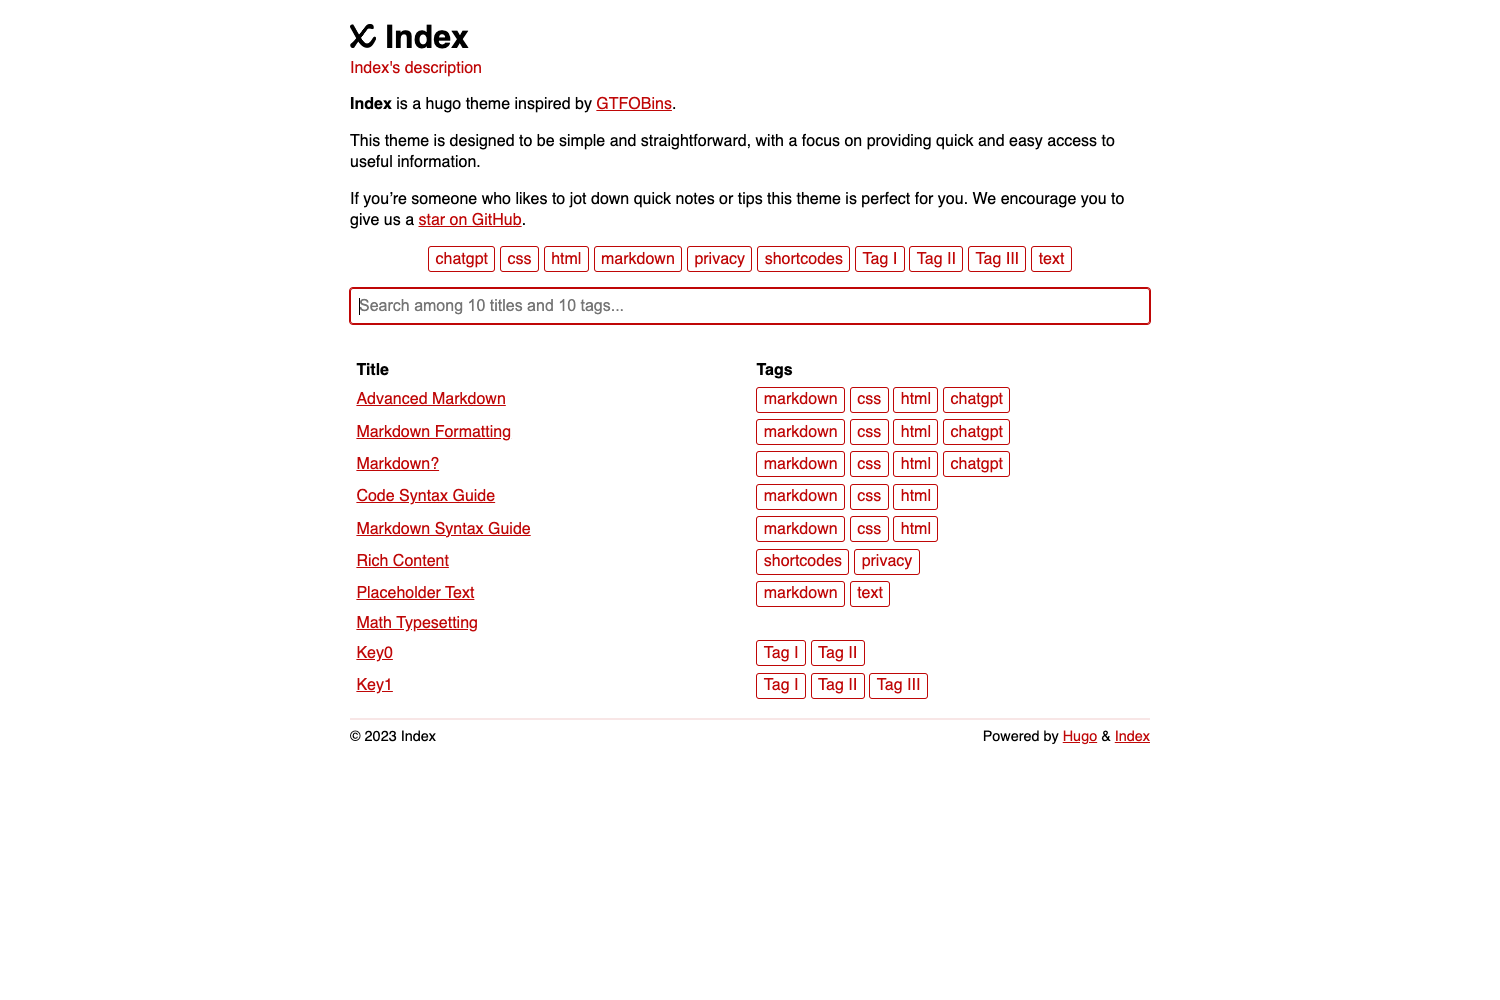 Index
Index's description
Index is a hugo theme inspired by GTFOBins.
This theme is designed to be simple and straightforward, with a focus on providing quick and easy access to
useful information.
If you’re someone who likes to jot down quick notes or tips this theme is perfect for you. We encourage you to
give us a star on GitHub.
chatgpt css html markdown privacy shortcodes Tag I Tag II Tag III text
Search among 10 titles and 10 tags...
Title Tags
Advanced Markdown markdown css html chatgpt
Markdown Formatting markdown css html chatgpt
Markdown? markdown css html chatgpt
Code Syntax Guide markdown css html
Markdown Syntax Guide markdown css html
Rich Content shortcodes privacy
Placeholder Text markdown text
Math Typesetting
Key0 Tag I Tag II
Key1 Tag I Tag II Tag III
© 2023 Index Powered by Hugo & Index